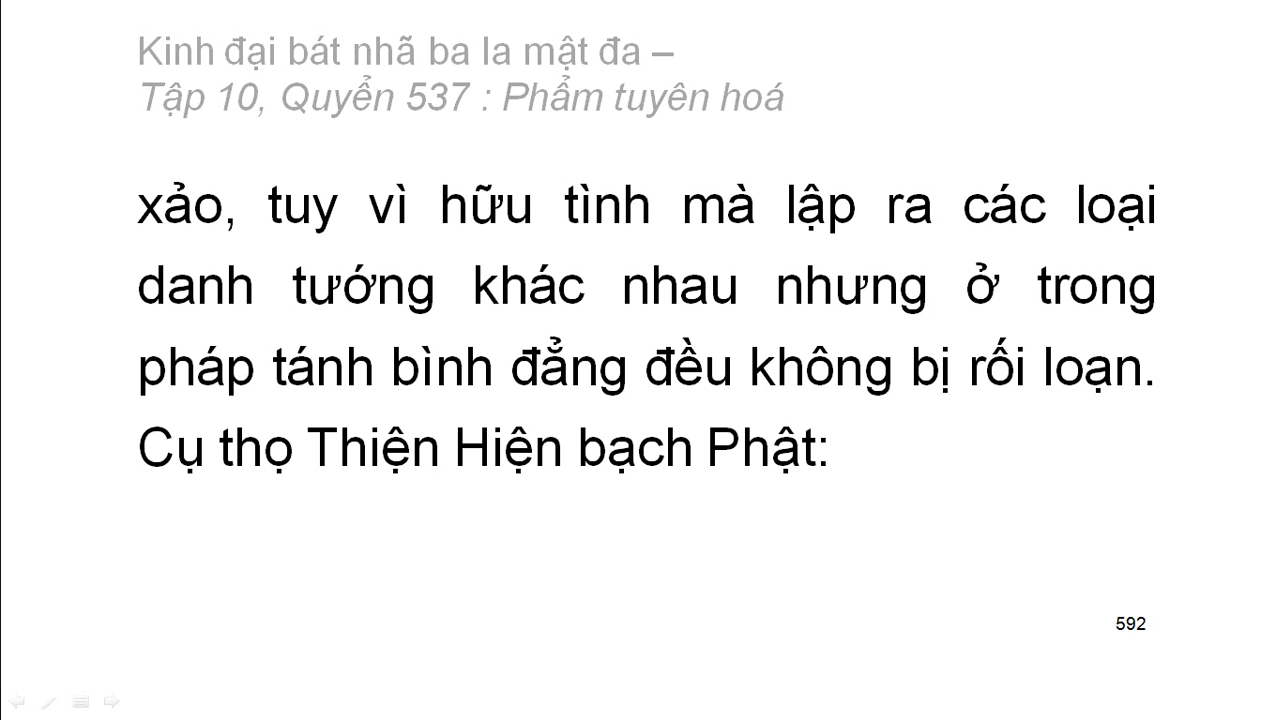 Kinh đại bát nhã ba la mật đa –
Tập 10, Quyển 537 : Phẩm tuyên hoá
xảo, tuy vì hữu tình mà lập ra các loại
danh tướng khác nhau nhưng ở trong
pháp tánh bình đẳng đều không bị rối loạn.
Cụ thọ Thiện Hiện bạch Phật:
592